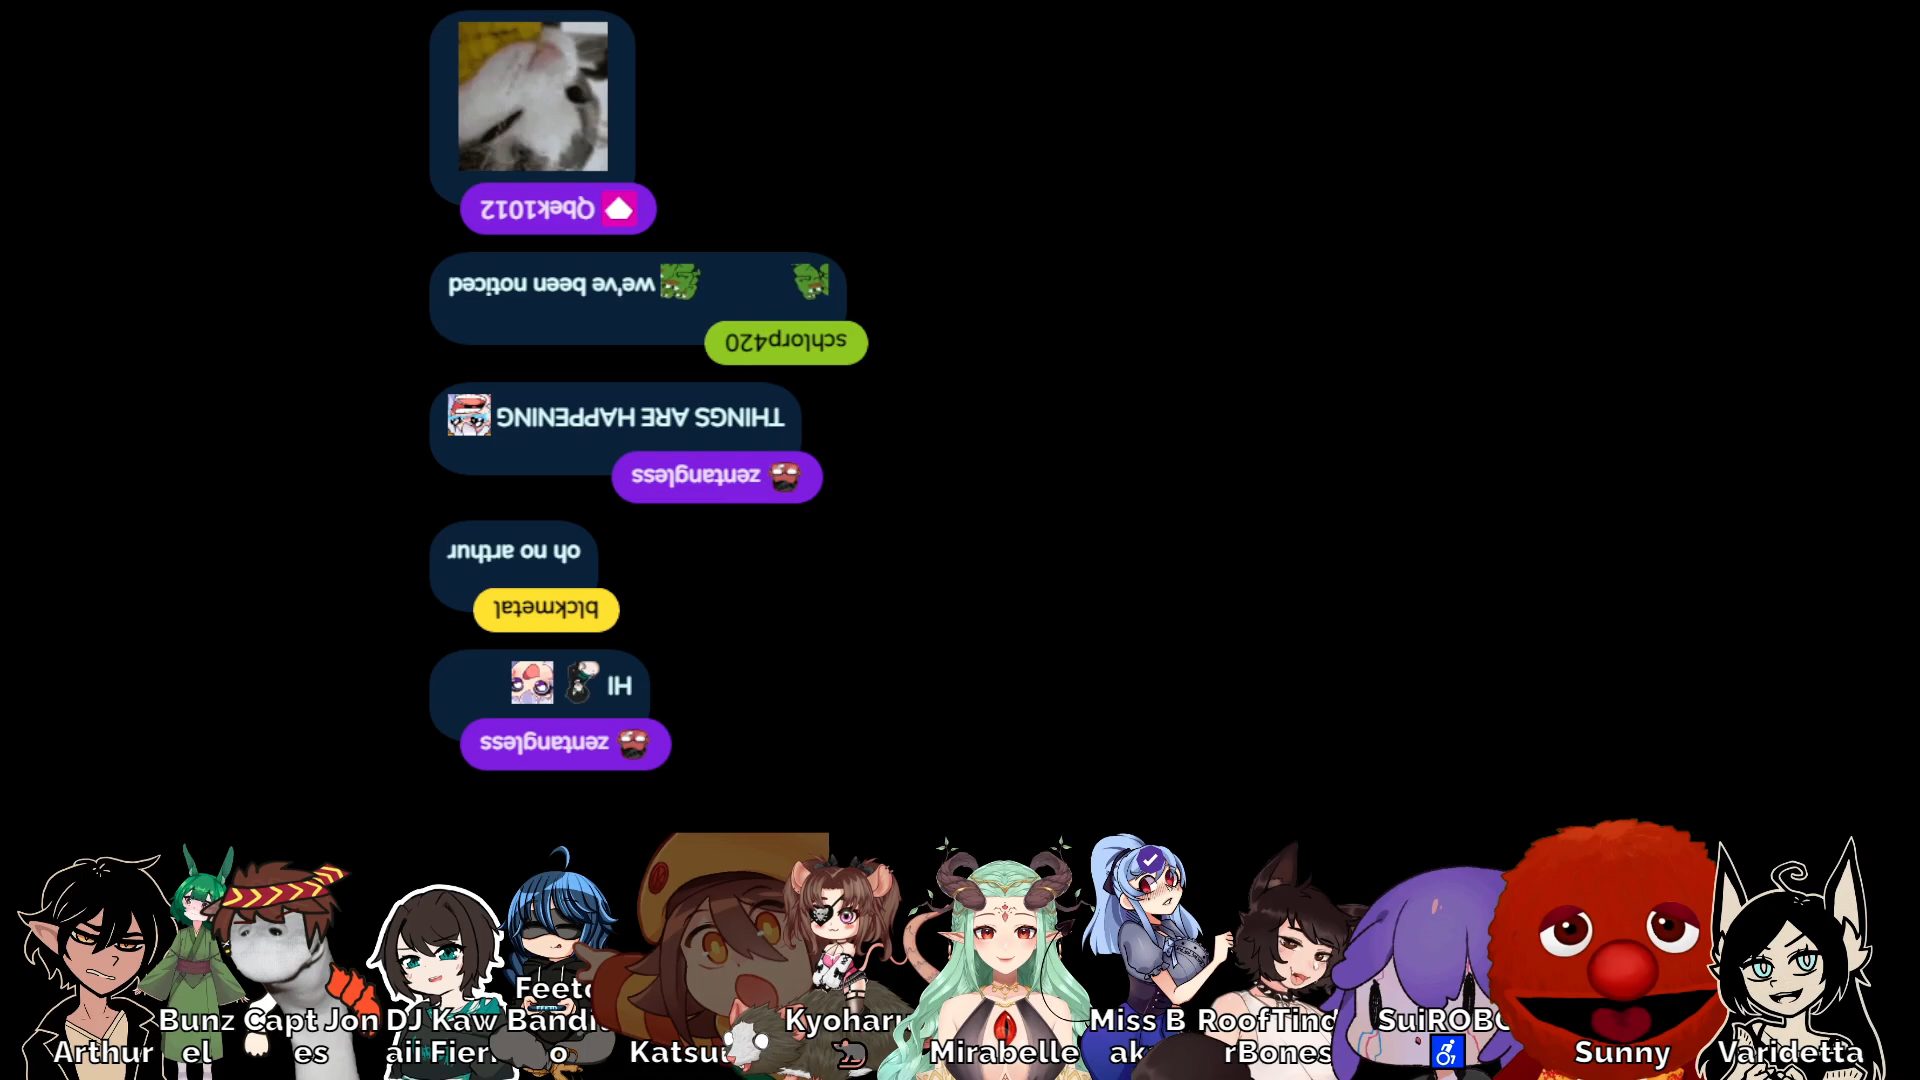 Qbek1012
we've been noticed
schlorp420
THINGS ARE HAPPENING
zentangless
oh no arthur
blckmetal
HI
zentangless
Arthur
Bunz
el
Capt Jon
es
DJ Kaw
aii Fier
Feet
Bandi
o
Katsu
Kyoharu
Mirabelle
Miss B
ak
RoofTind
rBones
SuiROBO
Sunny
Varidetta